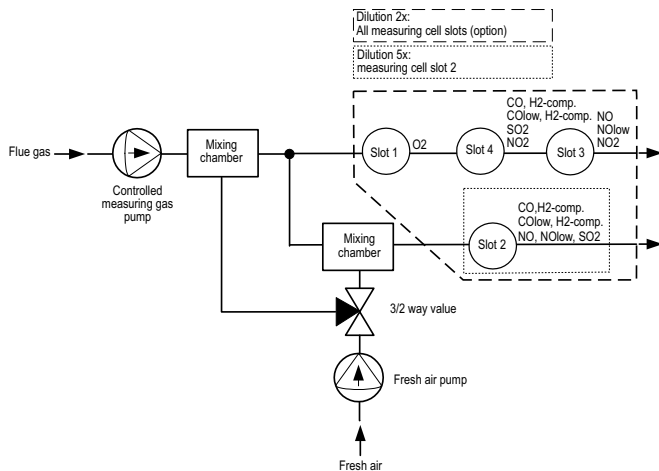 Dilution 2x:
All measuring cell slots (option)
Dilution 5x:
measuring cell slot 2
Flue gas
Controlled
measuring gas
pump
Mixing
chamber
Slot 1
O2
Slot 4
CO, H2-comp.
COlow, H2-comp.
SO2
NO2
Slot 3
NO
NOlow
NO2
Mixing
chamber
Slot 2
CO,H2-comp.
COlow, H2-comp.
NO, NOlow, SO2
3/2 way value
Fresh air pump
Fresh air